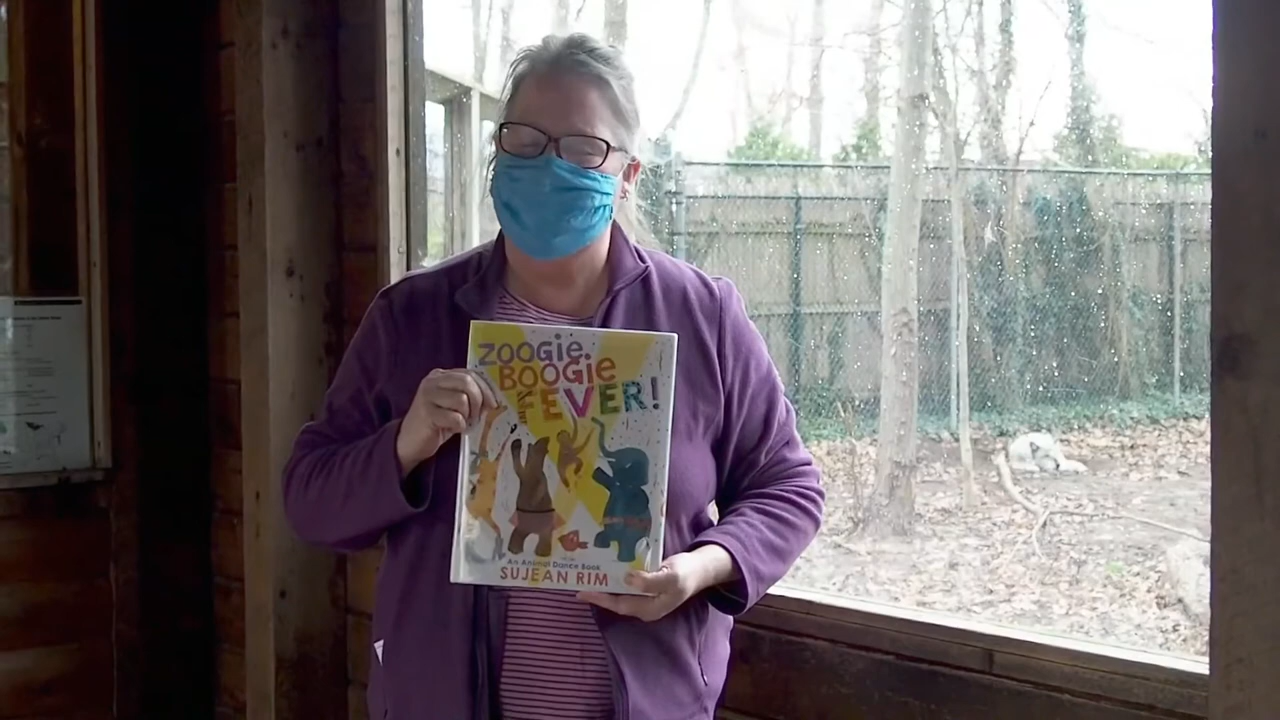 ZOOGIE
BOOGIE
FEVER!
An Animal Dance Book
SUJEAN RIM